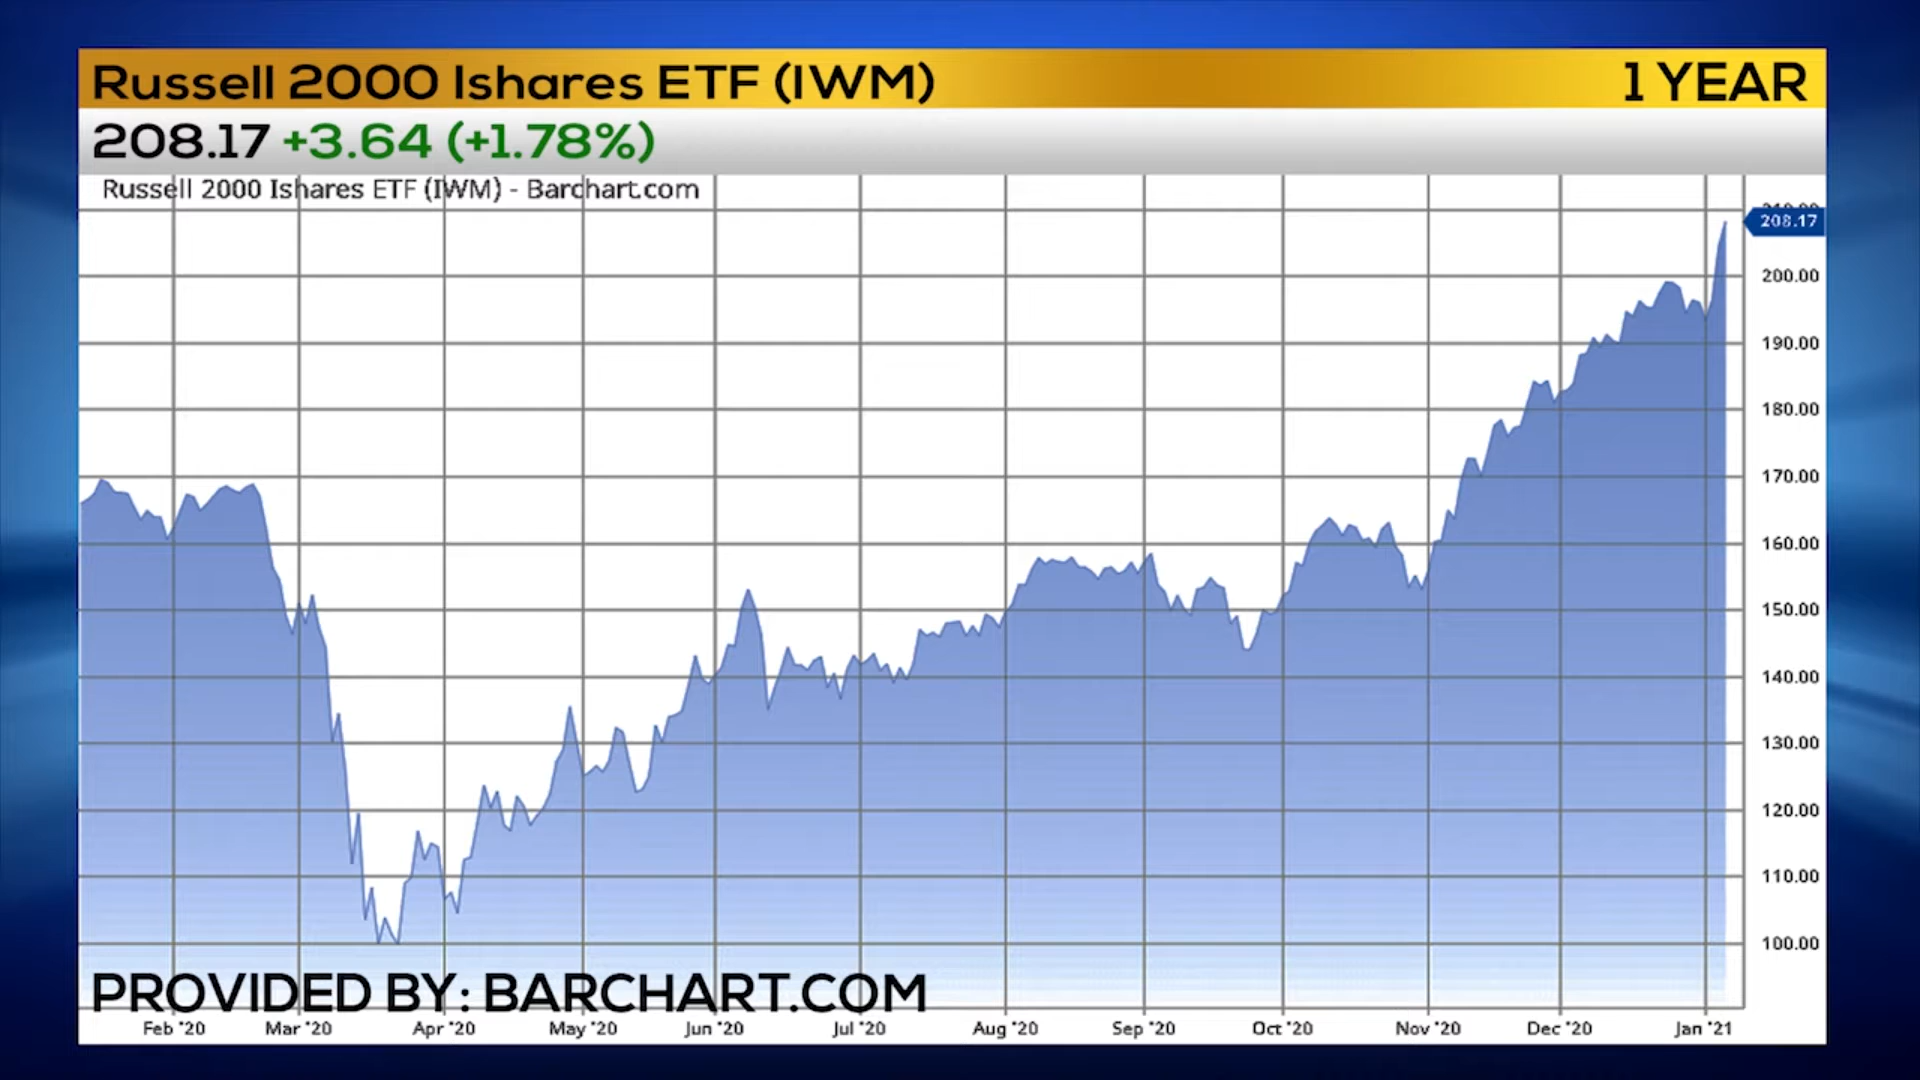 Russell 2000 Ishares ETF (IWM)
1 YEAR
208.17 +3.64 (+1.78%)
Russell 2000 Ishares ETF (IWM) - Barchart.com
210.00
208.17
200.00
190.00
180.00
170.00
160.00
150.00
140.00
130.00
120.00
110.00
100.00
PROVIDED BY: BARCHART.COM
Feb '20 Mar '20 Apr '20 May '20 Jun '20 Jul '20 Aug '20 Sep '20 Oct '20 Nov '20 Dec '20 Jan '21